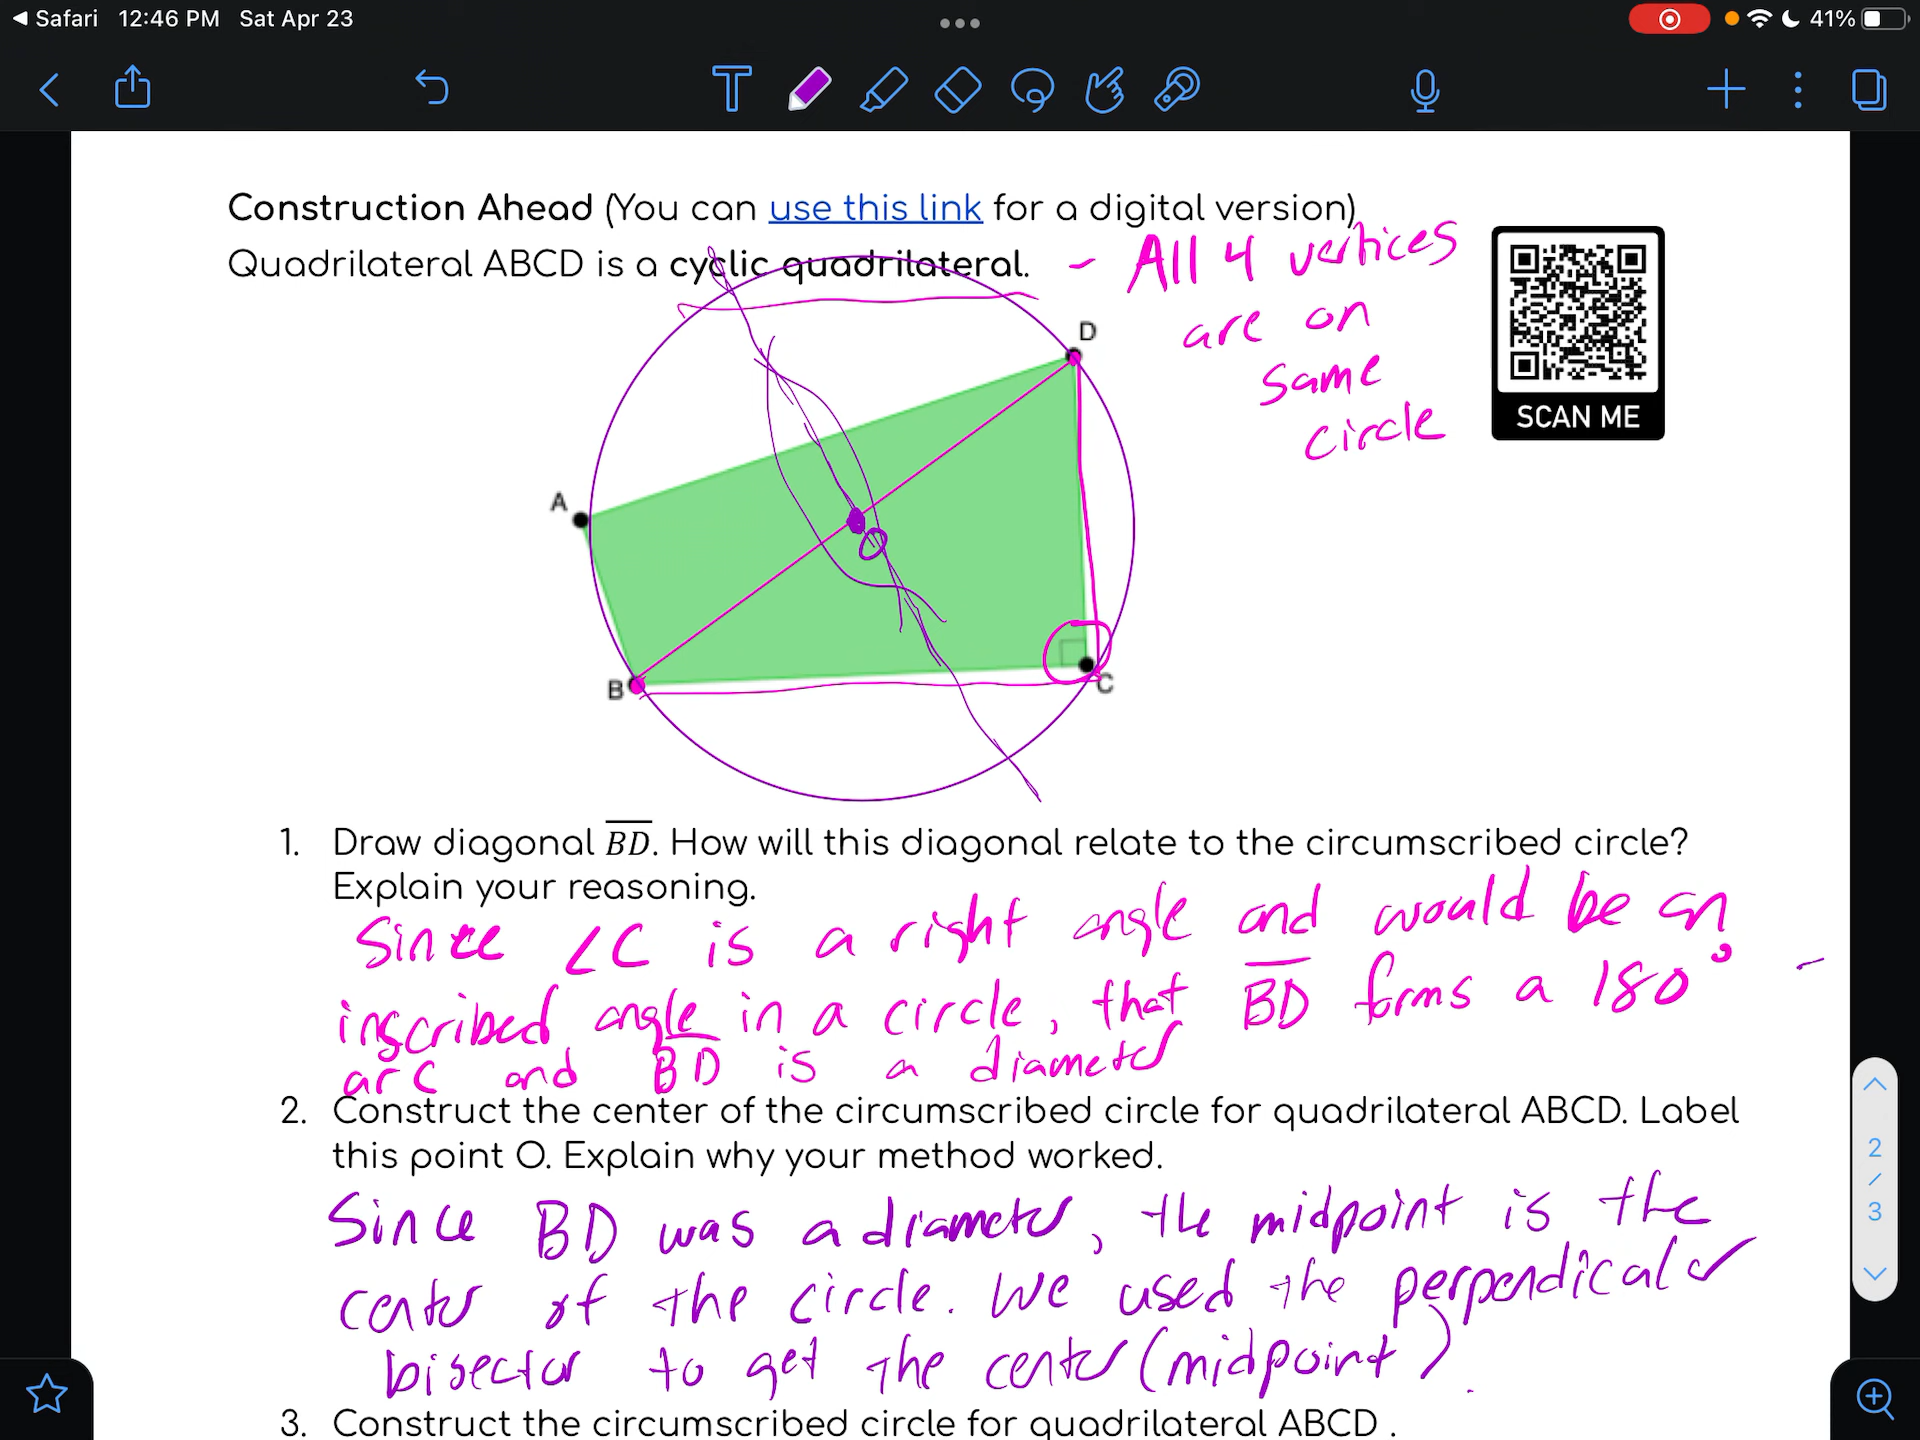 Safari 12:46 PM Sat Apr 23
41%
T
Construction Ahead (You can use this link for a digital version)
Quadrilateral ABCD is a cyclic quadrilateral.
- All 4 vertices
are on
same
circle
SCAN ME
D
A
O
B
C
1. Draw diagonal BD. How will this diagonal relate to the circumscribed circle?
Explain your reasoning.
Since ∠C is a right angle and would be an
inscribed angle in a circle, that BD forms a 180°
arc and BD is a diameter
2. Construct the center of the circumscribed circle for quadrilateral ABCD. Label
this point O. Explain why your method worked.
Since BD was a diameter, the midpoint is the
center of the circle. We used the perpendicular
bisector to get the center (midpoint).
3. Construct the circumscribed circle for quadrilateral ABCD .
2
/
3